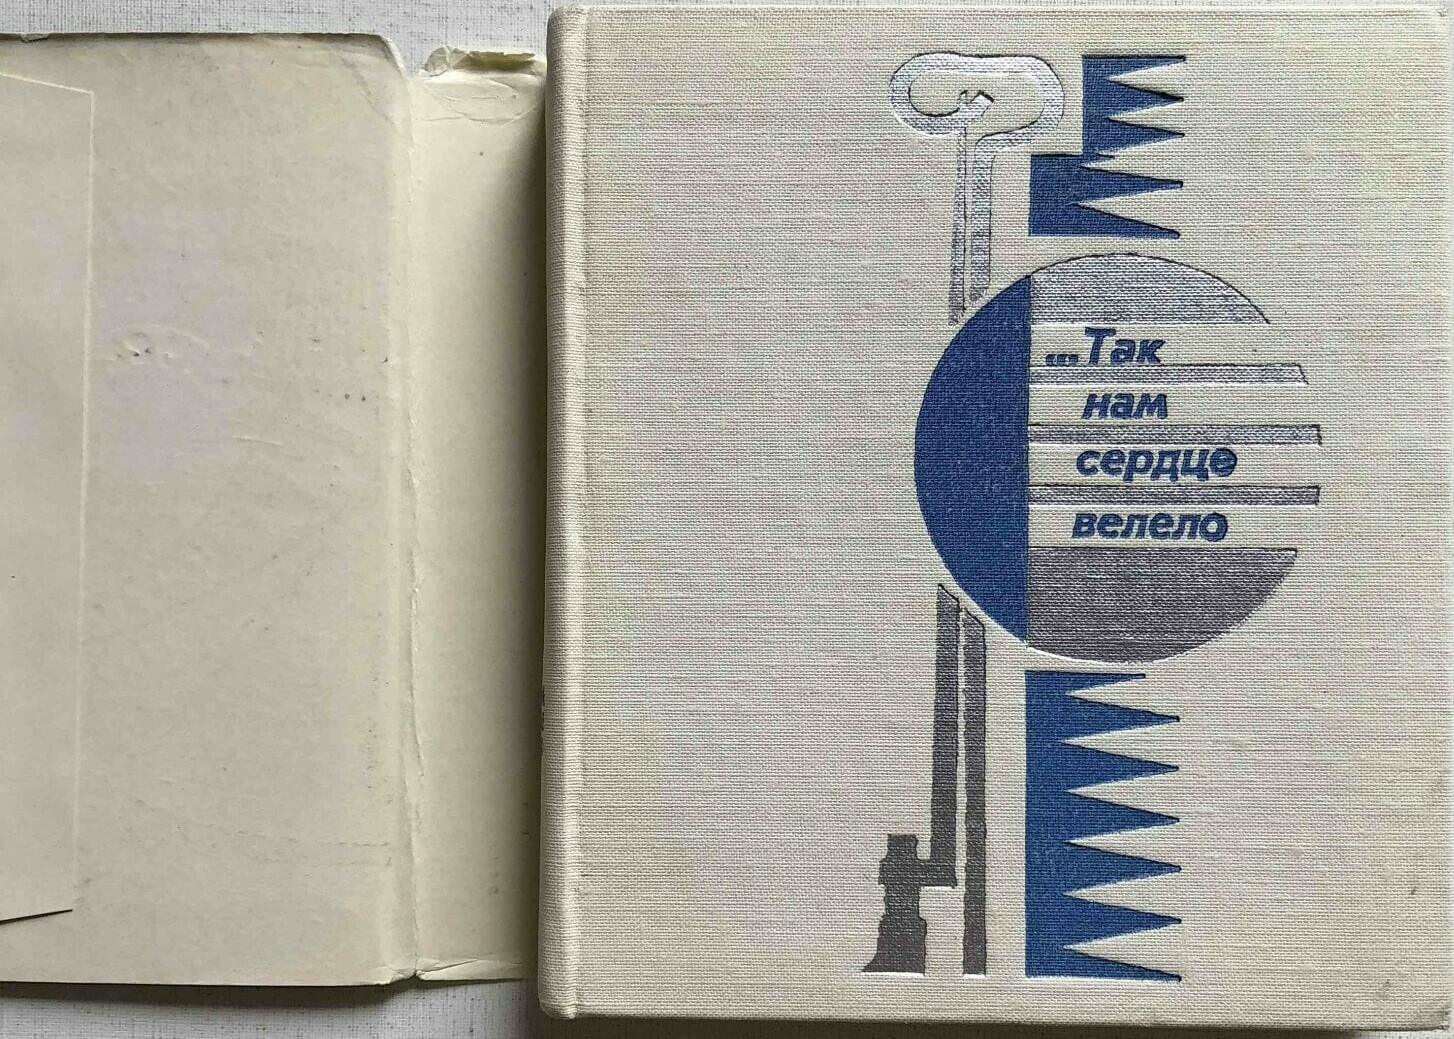 ...Так
нам
сердце
велело